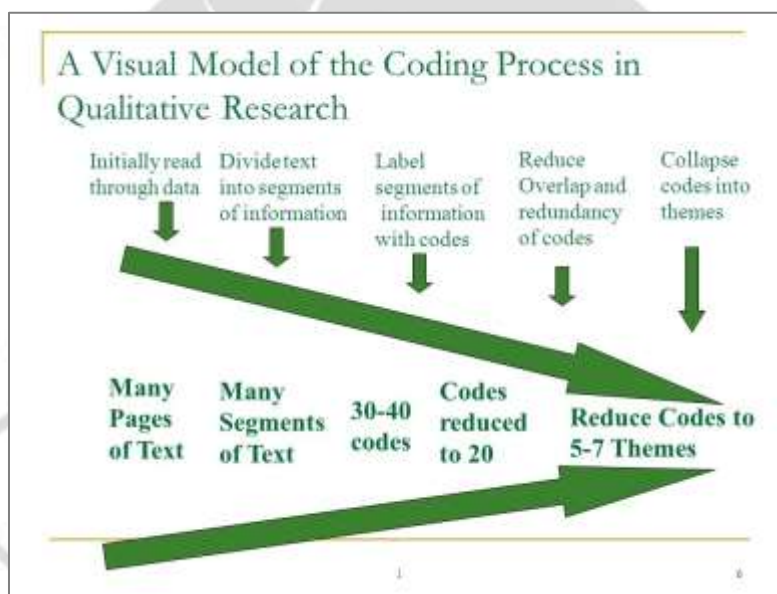 A Visual Model of the Coding Process in
Qualitative Research
Initially read
through data
Divide text
into segments
of information
Label
segments of
information
with codes
Reduce
Overlap and
redundancy
of codes
Collapse
codes into
themes
Many
Pages
of Text
Many
Segments
of Text
30-40
codes
Codes
reduced
to 20
Reduce Codes to
5-7 Themes